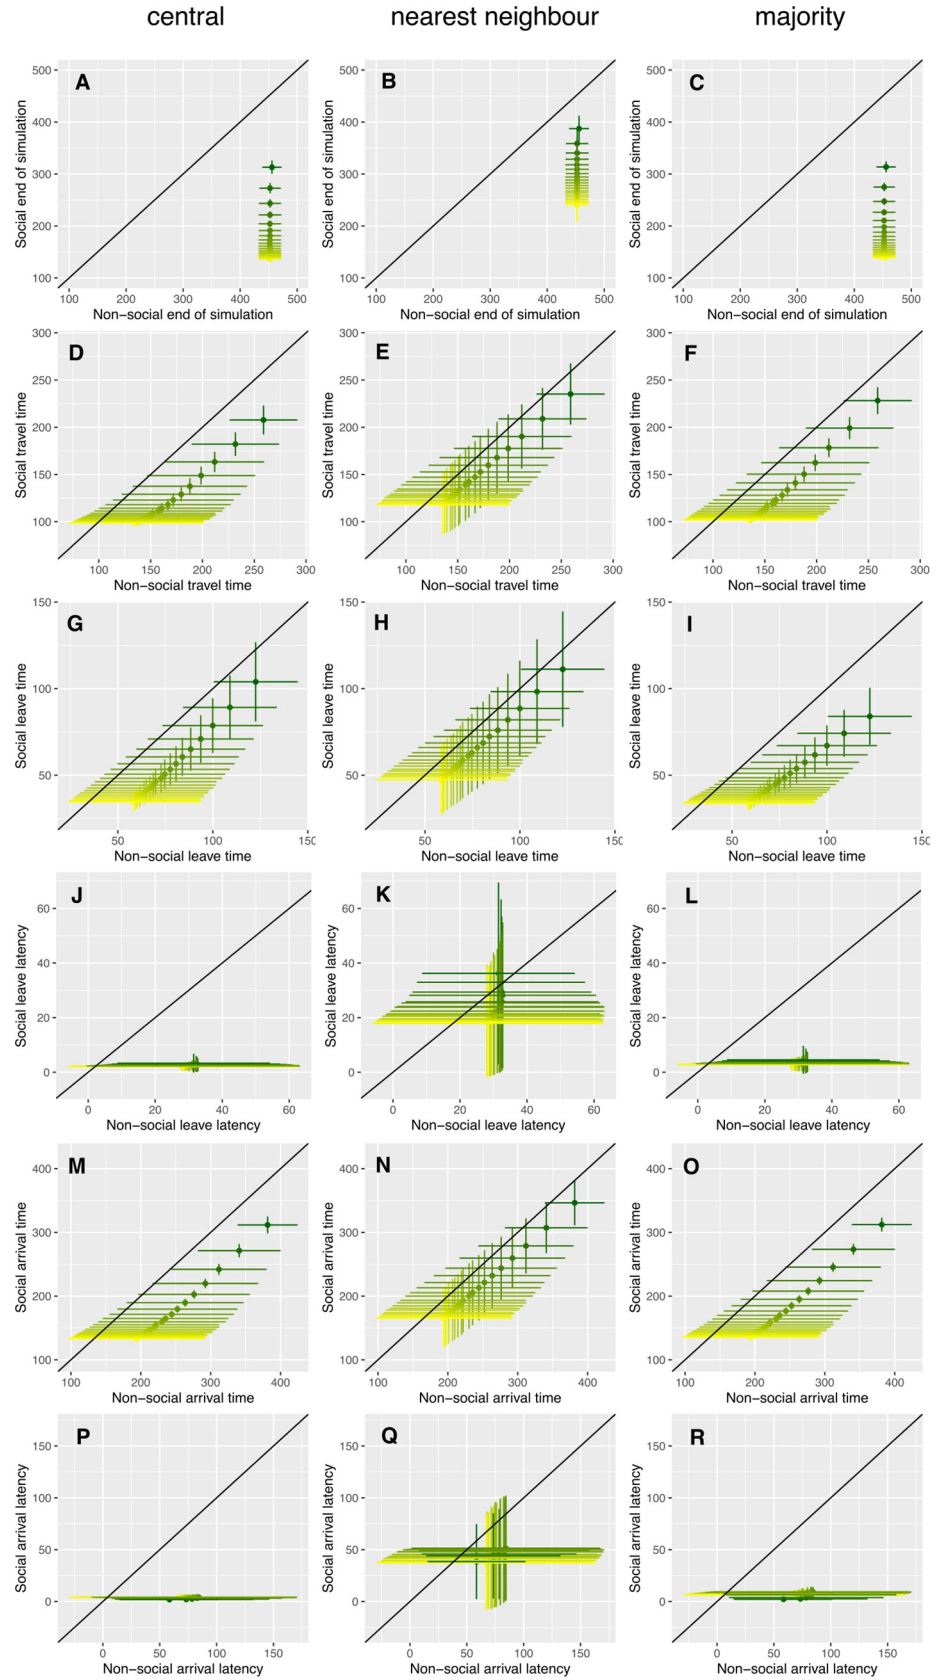 central nearest neighbour majority
A B C
Social end of simulation
500
400
300
200
100
100 200 300 400 500
Non−social end of simulation
Social end of simulation
500
400
300
200
100
100 200 300 400 500
Non−social end of simulation
Social end of simulation
500
400
300
200
100
100 200 300 400 500
Non−social end of simulation
D E F
Social travel time
300
250
200
150
100
100 150 200 250 300
Non−social travel time
Social travel time
300
250
200
150
100
100 150 200 250 300
Non−social travel time
Social travel time
300
250
200
150
100
100 150 200 250 300
Non−social travel time
G H I
Social leave time
150
100
50
50 100 150
Non−social leave time
Social leave time
150
100
50
50 100 150
Non−social leave time
Social leave time
150
100
50
50 100 150
Non−social leave time
J K L
Social leave latency
60
40
20
0
0 20 40 60
Non−social leave latency
Social leave latency
60
40
20
0
0 20 40 60
Non−social leave latency
Social leave latency
60
40
20
0
0 20 40 60
Non−social leave latency
M N O
Social arrival time
400
300
200
100
100 200 300 400
Non−social arrival time
Social arrival time
400
300
200
100
100 200 300 400
Non−social arrival time
Social arrival time
400
300
200
100
100 200 300 400
Non−social arrival time
P Q R
Social arrival latency
150
100
50
0
0 50 100 150
Non−social arrival latency
Social arrival latency
150
100
50
0
0 50 100 150
Non−social arrival latency
Social arrival latency
150
100
50
0
0 50 100 150
Non−social arrival latency